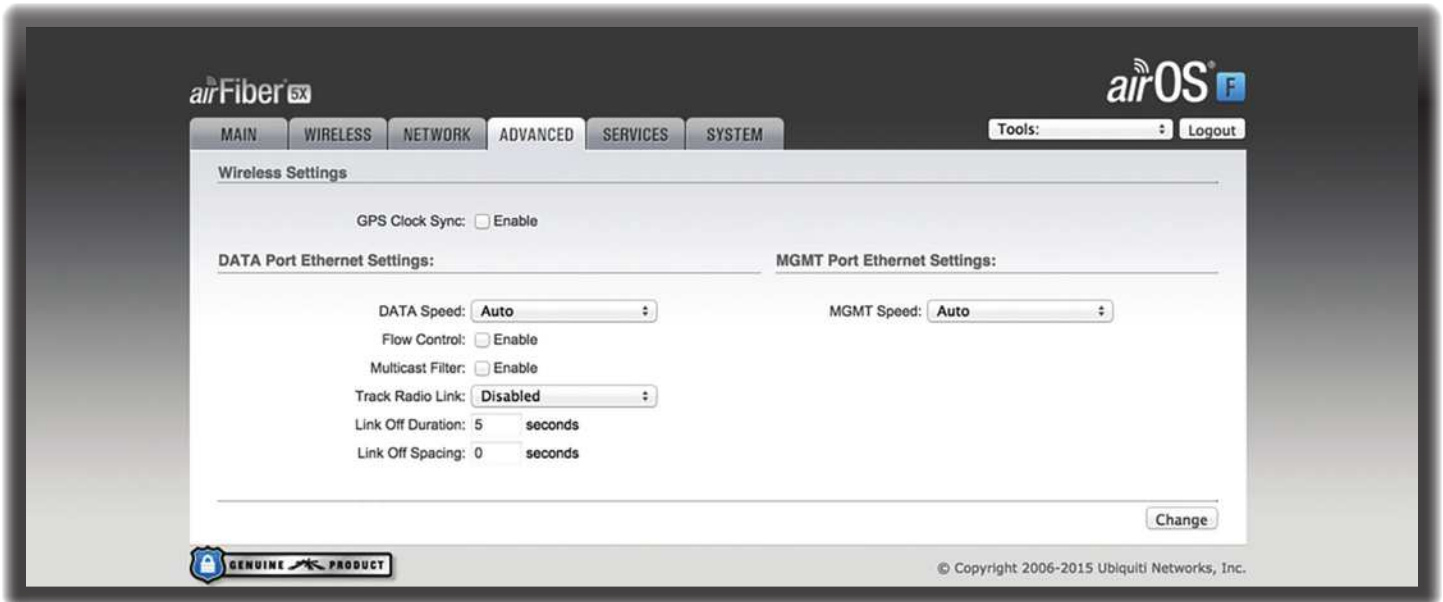 airFiber 5X
airOS® F
MAIN WIRELESS NETWORK ADVANCED SERVICES SYSTEM
Tools: Logout
Wireless Settings
GPS Clock Sync: Enable
DATA Port Ethernet Settings:
MGMT Port Ethernet Settings:
DATA Speed: Auto
MGMT Speed: Auto
Flow Control: Enable
Multicast Filter: Enable
Track Radio Link: Disabled
Link Off Duration: 5 seconds
Link Off Spacing: 0 seconds
Change
GENUINE PRODUCT
© Copyright 2006-2015 Ubiquiti Networks, Inc.